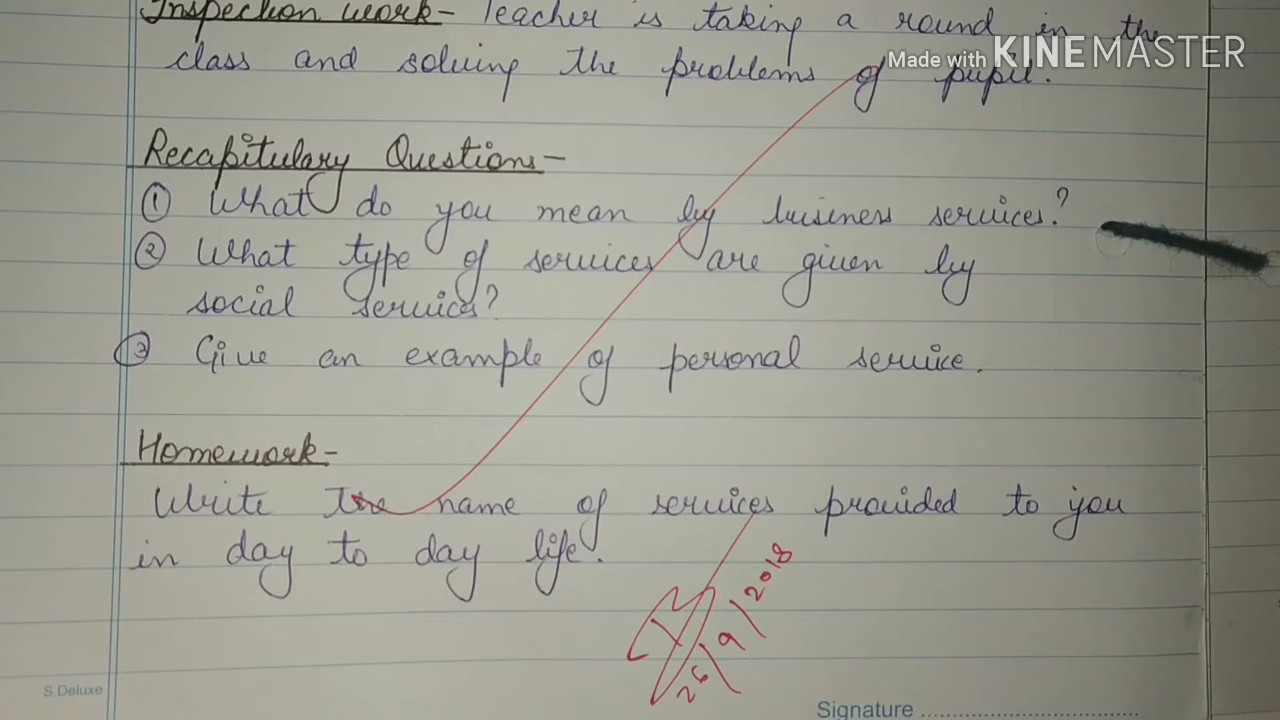 Inspection work- Teacher is taking a round in the
Made with KINEMASTER
class and solving the problems of pupil.
Recapitulary Questions-
① What do you mean by business services?
② What type of services are given by
social services?
③ Give an example of personal service.
Homework-
Write the name of services provided to you
in day to day life.
26/9/2018
S.Deluxe
Signature ....................................